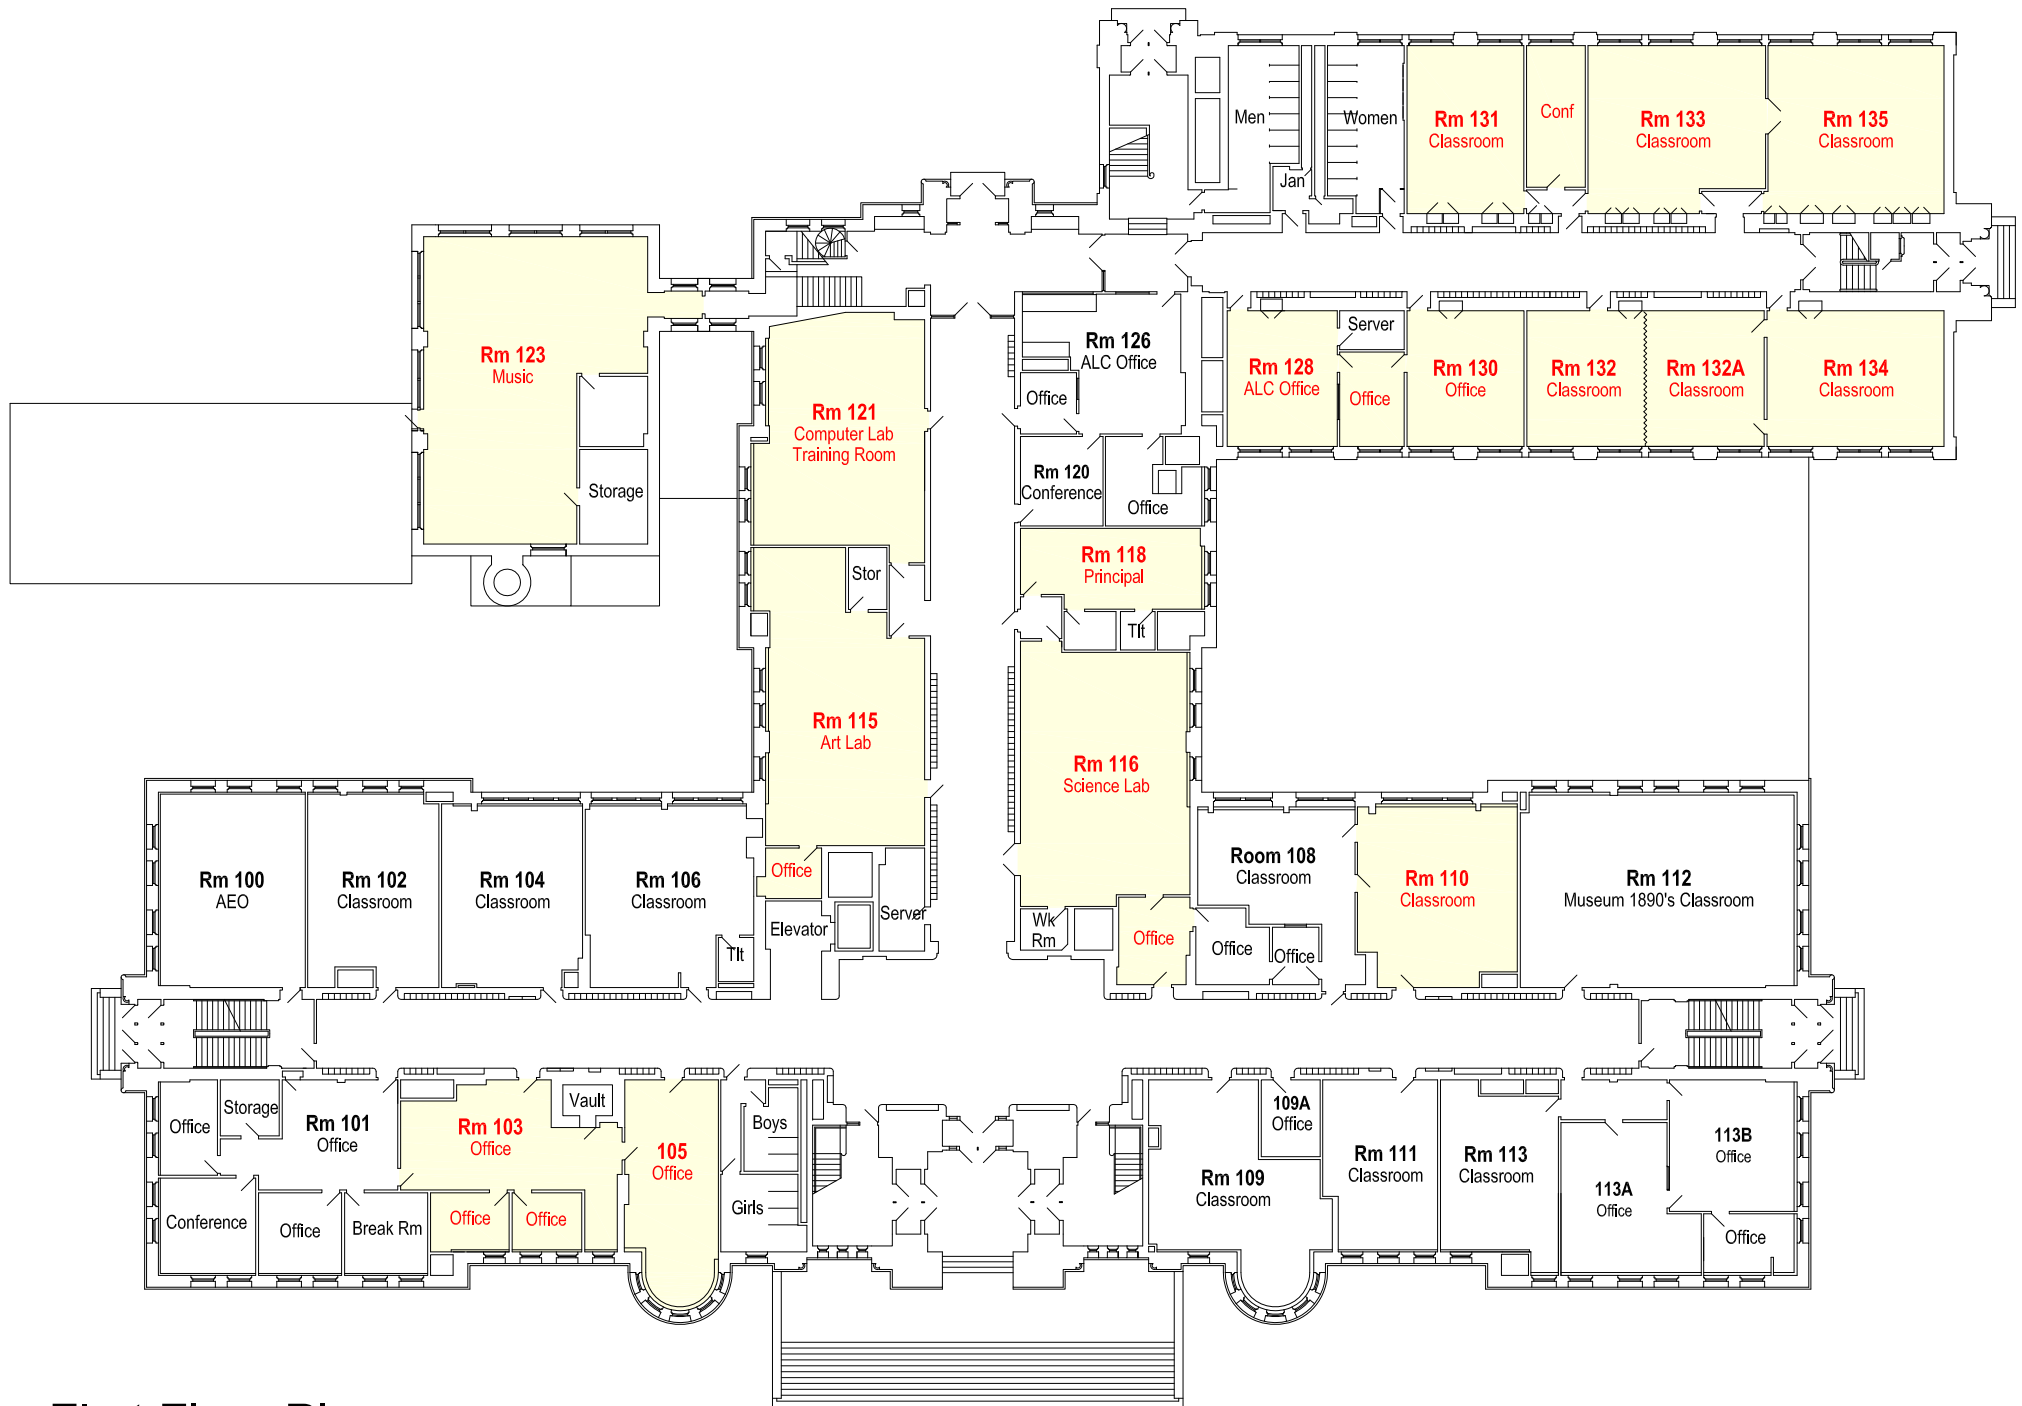 Men
Women
Jan
Rm 131
Classroom
Conf
Rm 133
Classroom
Rm 135
Classroom
Rm 123
Music
Storage
Rm 121
Computer Lab
Training Room
Rm 126
ALC Office
Office
Rm 120
Conference
Office
Rm 128
ALC Office
Server
Office
Rm 130
Office
Rm 132
Classroom
Rm 132A
Classroom
Rm 134
Classroom
Stor
Rm 118
Principal
Tlt
Rm 115
Art Lab
Rm 116
Science Lab
Rm 100
AEO
Rm 102
Classroom
Rm 104
Classroom
Rm 106
Classroom
Tlt
Office
Elevator
Server
Wk
Rm
Office
Room 108
Classroom
Office
Office
Rm 110
Classroom
Rm 112
Museum 1890's Classroom
Office
Storage
Rm 101
Office
Conference
Office
Break Rm
Rm 103
Office
Vault
Office
Office
105
Office
Boys
Girls
109A
Office
Rm 109
Classroom
Rm 111
Classroom
Rm 113
Classroom
113B
Office
113A
Office
Office